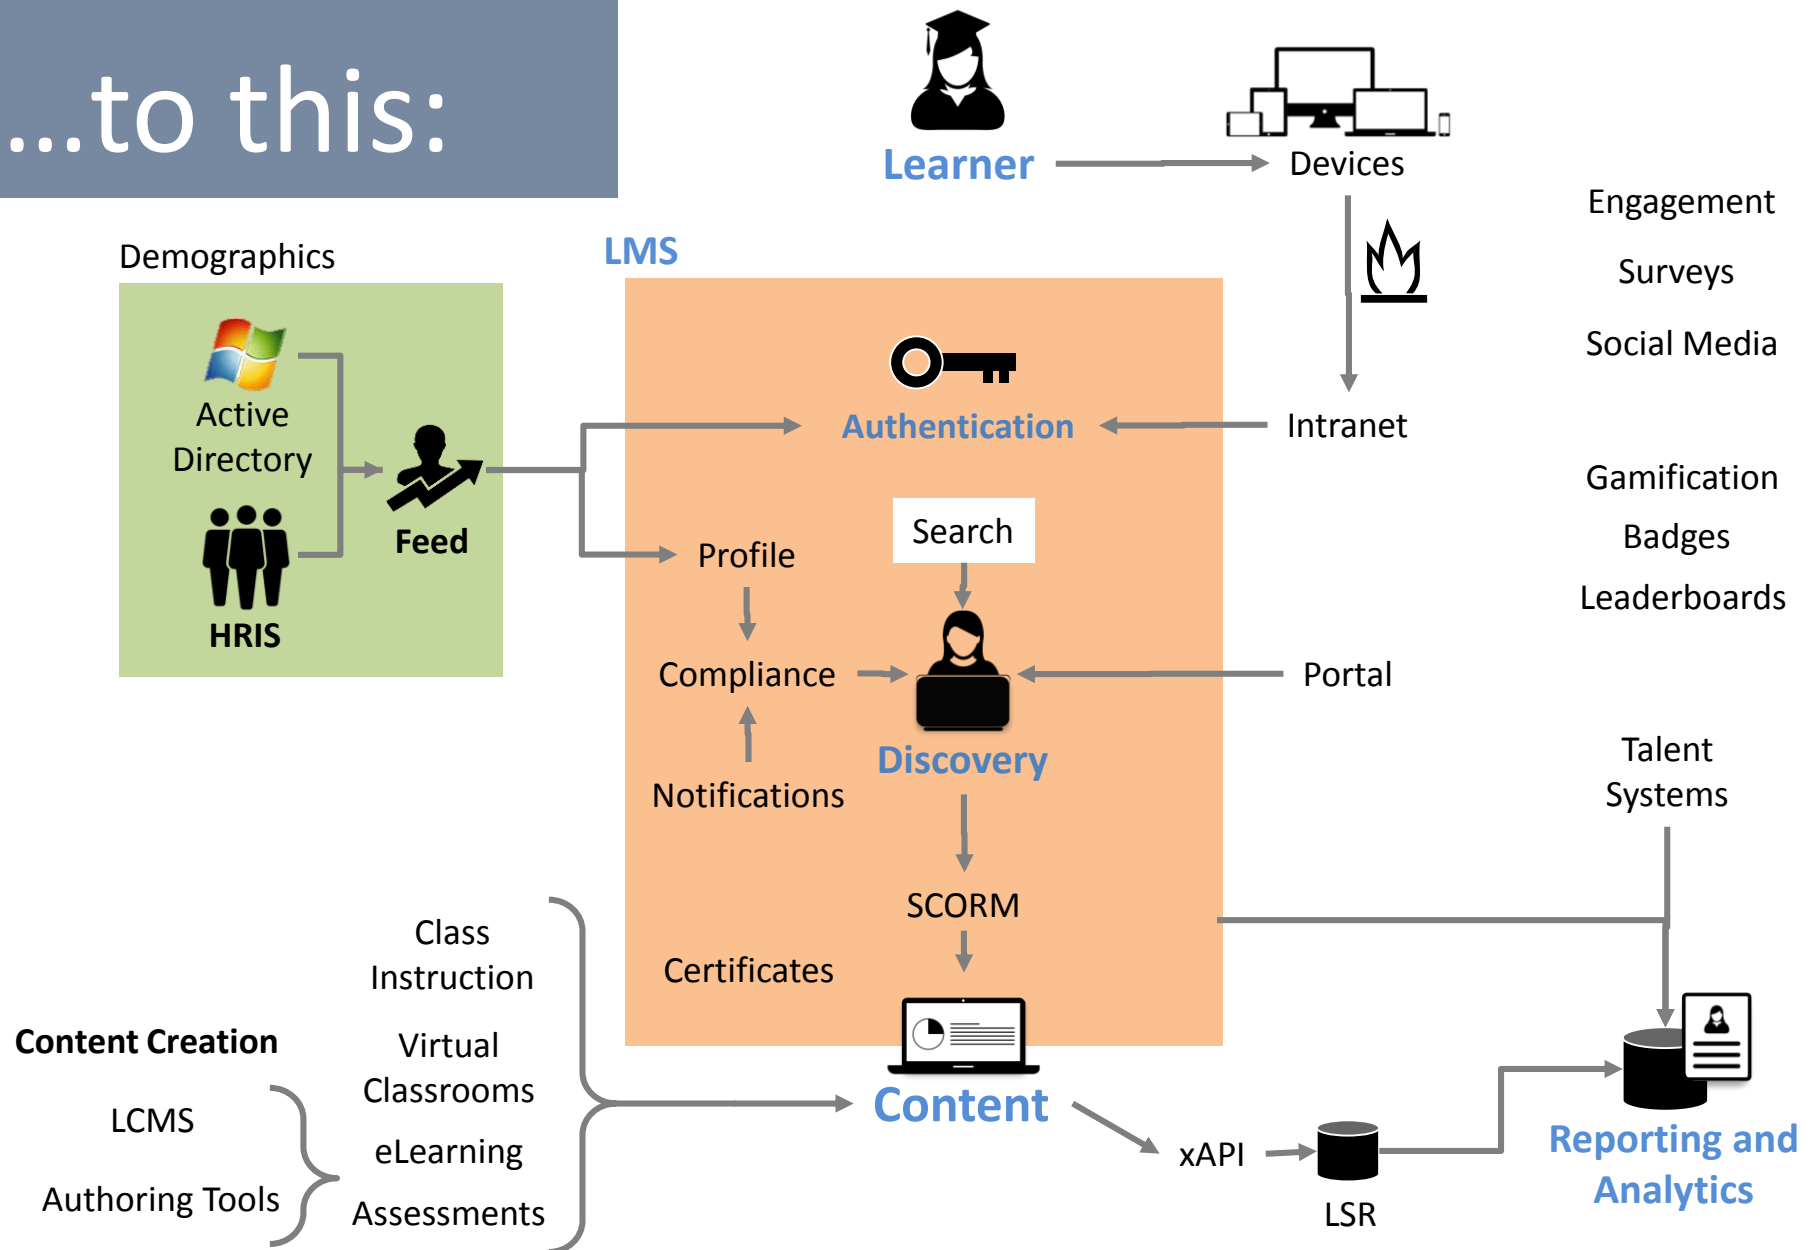 ...to this:
Learner
Devices
Engagement
Surveys
Social Media
Demographics
LMS
Active
Directory
Feed
HRIS
Authentication
Intranet
Search
Profile
Compliance
Notifications
Discovery
Portal
Gamification
Badges
Leaderboards
Talent
Systems
SCORM
Certificates
Class
Instruction
Virtual
Classrooms
eLearning
Assessments
Content Creation
LCMS
Authoring Tools
Content
xAPI
LSR
Reporting and
Analytics